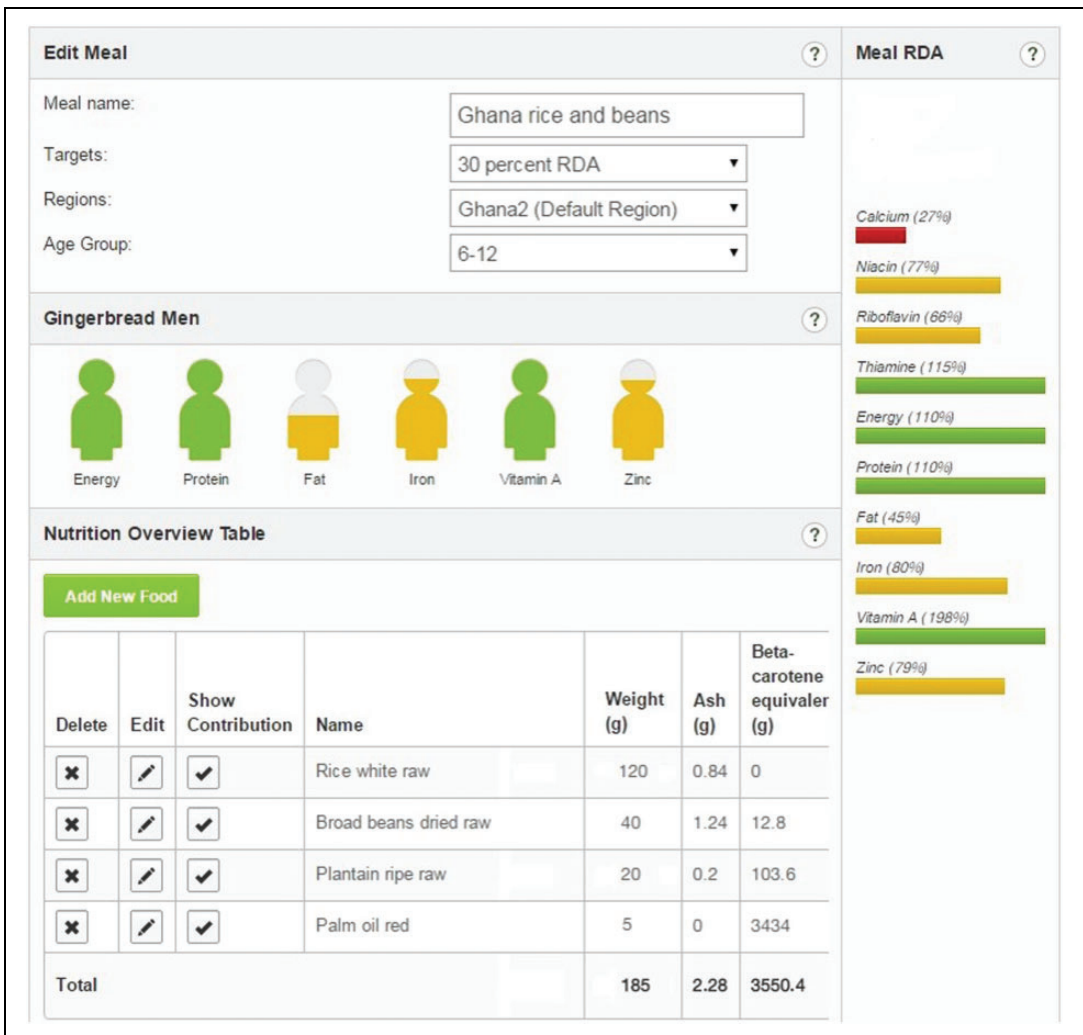 Edit Meal ?
Meal name: Ghana rice and beans
Targets: 30 percent RDA
Regions: Ghana2 (Default Region)
Age Group: 6-12
Gingerbread Men ?
Energy Protein Fat Iron Vitamin A Zinc
Nutrition Overview Table ?
Add New Food
Delete Edit Show Contribution Name Weight (g) Ash (g) Beta-carotene equivaler (g)
Rice white raw 120 0.84 0
Broad beans dried raw 40 1.24 12.8
Plantain ripe raw 20 0.2 103.6
Palm oil red 5 0 3434
Total 185 2.28 3550.4
Meal RDA ?
Calcium (27%)
Niacin (77%)
Riboflavin (66%)
Thiamine (115%)
Energy (110%)
Protein (110%)
Fat (45%)
Iron (80%)
Vitamin A (198%)
Zinc (79%)